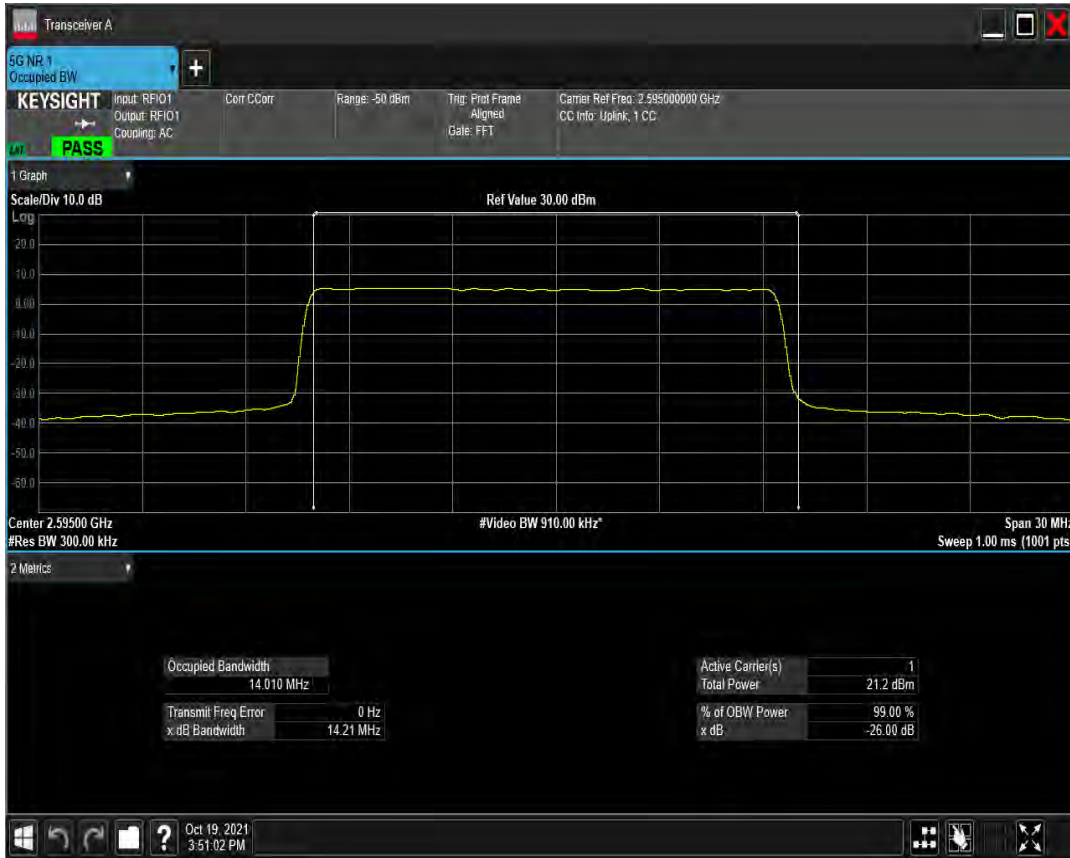 Transceiver A
5G NR 1
Occupied BW
+
KEYSIGHT
PASS
Input: RFIO1
Output: RFIO1
Coupling: AC
Corr CCorr
Range: -50 dBm
Trig: Prot Frame
Aligned
Gate: FFT
Carrier Ref Freq: 2.595000000 GHz
CC Info: Uplink, 1 CC
1 Graph
Scale/Div 10.0 dB
Ref Value 30.00 dBm
Log
20.0
10.0
0.00
-10.0
-20.0
-30.0
-40.0
-50.0
-60.0
Center 2.59500 GHz
#Video BW 910.00 kHz*
Span 30 MHz
#Res BW 300.00 kHz
Sweep 1.00 ms (1001 pts
2 Metrics
Occupied Bandwidth
14.010 MHz
Transmit Freq Error 0 Hz
x dB Bandwidth 14.21 MHz
Active Carrier(s) 1
Total Power 21.2 dBm
% of OBW Power 99.00 %
x dB -26.00 dB
?
Oct 19, 2021
3:51:02 PM